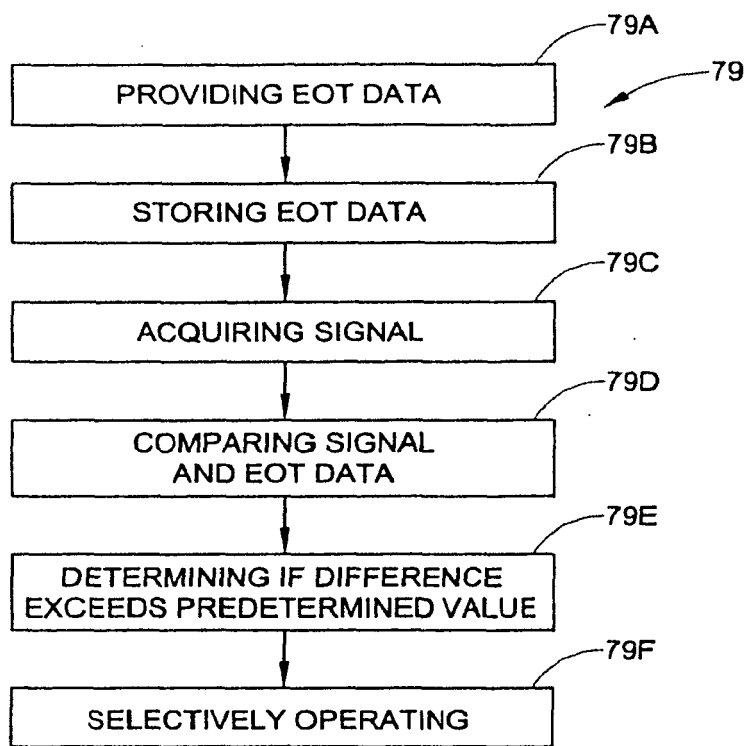 79A
79
PROVIDING EOT DATA
79B
STORING EOT DATA
79C
ACQUIRING SIGNAL
79D
COMPARING SIGNAL
AND EOT DATA
79E
DETERMINING IF DIFFERENCE
EXCEEDS PREDETERMINED VALUE
79F
SELECTIVELY OPERATING